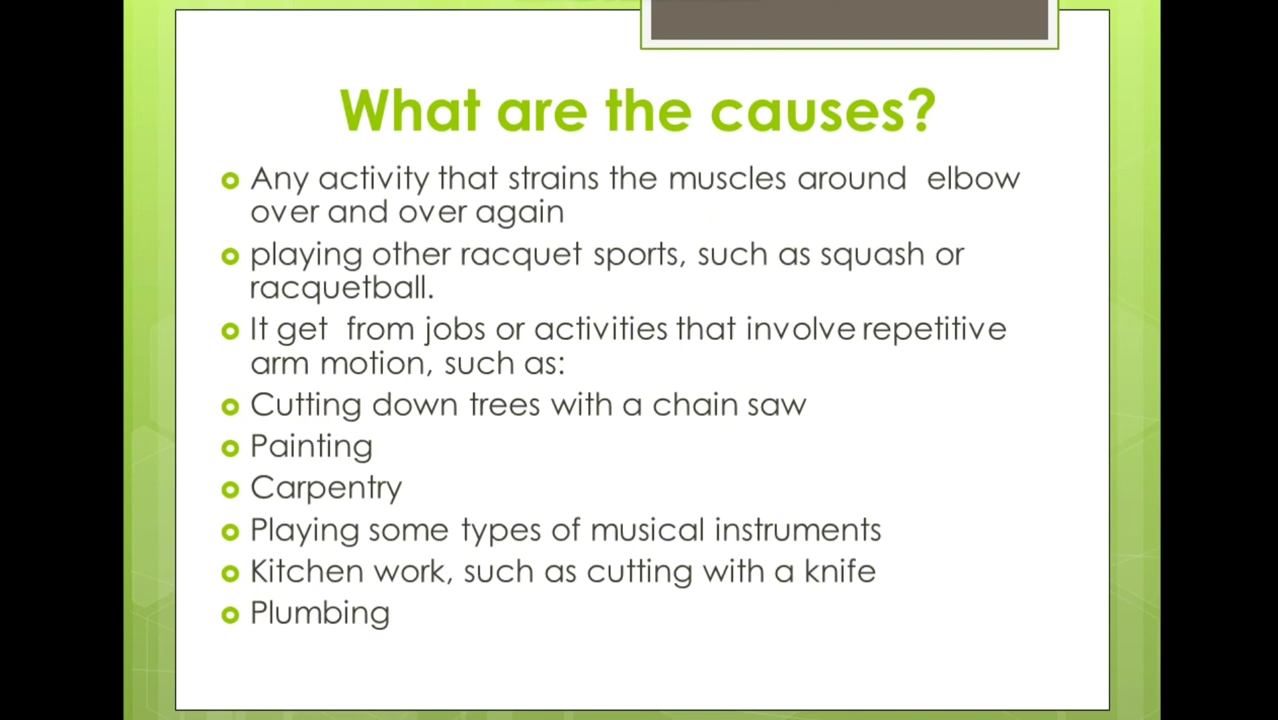 What are the causes?
Any activity that strains the muscles around elbow
over and over again
playing other racquet sports, such as squash or
racquetball.
It get from jobs or activities that involve repetitive
arm motion, such as:
Cutting down trees with a chain saw
Painting
Carpentry
Playing some types of musical instruments
Kitchen work, such as cutting with a knife
Plumbing